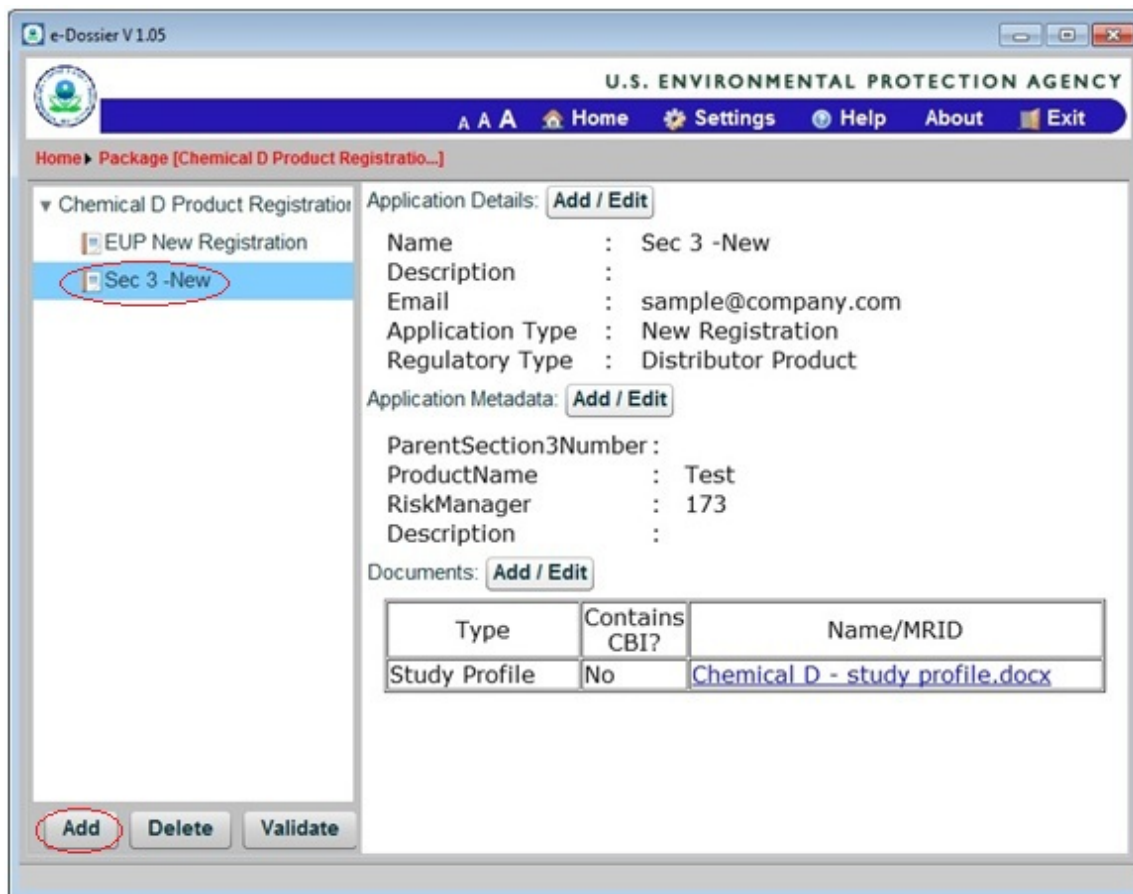 e-Dossier V 1.05
U.S. ENVIRONMENTAL PROTECTION AGENCY
A A A Home Settings Help About Exit
Home Package [Chemical D Product Registratio...]
Chemical D Product Registration
EUP New Registration
Sec 3 -New
Application Details: Add / Edit
Name : Sec 3 -New
Description :
Email : sample@company.com
Application Type : New Registration
Regulatory Type : Distributor Product
Application Metadata: Add / Edit
ParentSection3Number :
ProductName : Test
RiskManager : 173
Description :
Documents: Add / Edit
Type Contains CBI? Name/MRID
Study Profile No Chemical D - study profile.docx
Add Delete Validate